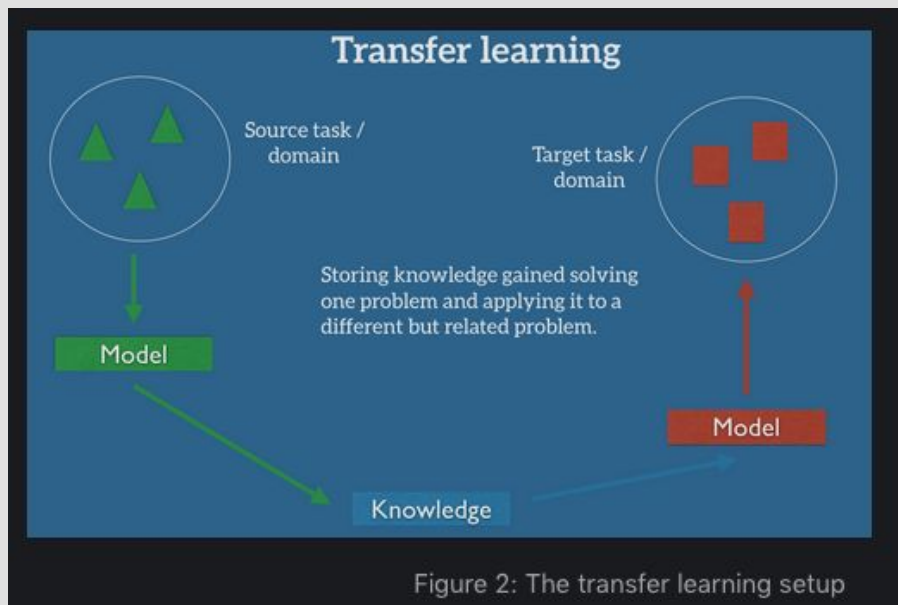 Transfer learning
Source task /
domain
Target task /
domain
Storing knowledge gained solving
one problem and applying it to a
different but related problem.
Model
Model
Knowledge
Figure 2: The transfer learning setup